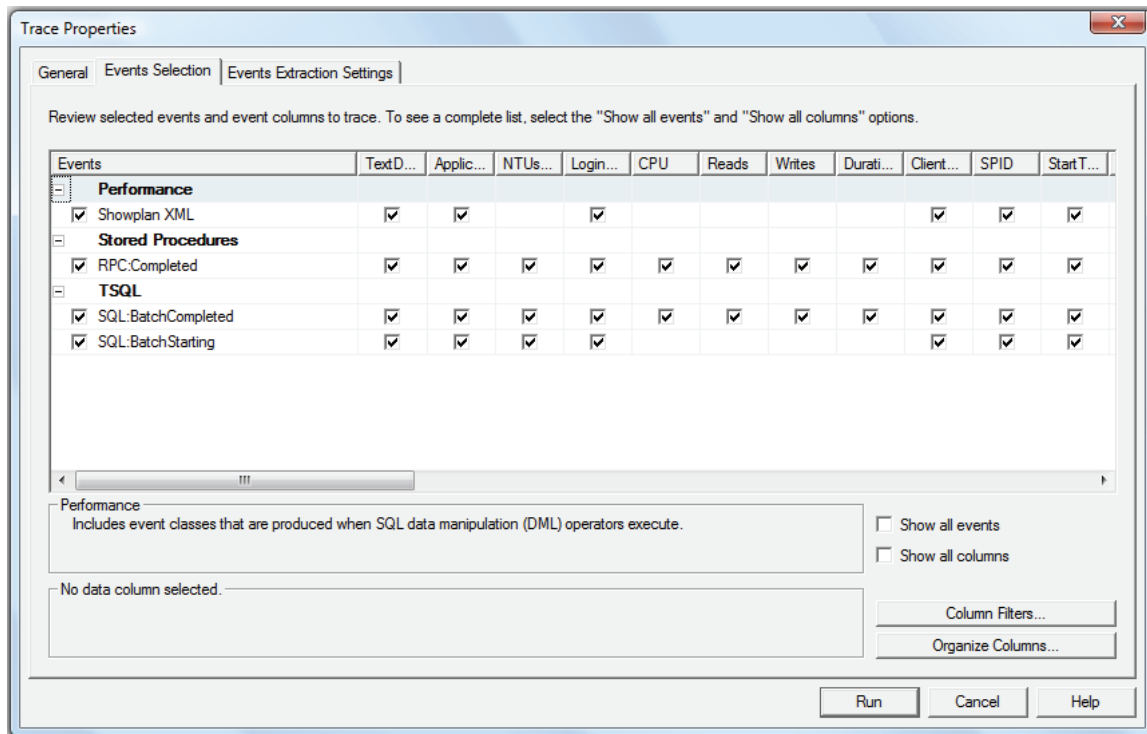 Trace Properties
General Events Selection Events Extraction Settings
Review selected events and event columns to trace. To see a complete list, select the "Show all events" and "Show all columns" options.
Events TextD... Applic... NTUs... Login... CPU Reads Writes Durati... Client... SPID StartT...
Performance
Showplan XML
Stored Procedures
RPC:Completed
TSQL
SQL:BatchCompleted
SQL:BatchStarting
Performance
Includes event classes that are produced when SQL data manipulation (DML) operators execute.
Show all events
Show all columns
No data column selected.
Column Filters...
Organize Columns...
Run Cancel Help